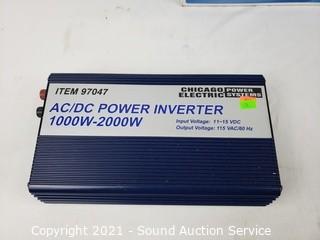 ITEM 97047
CHICAGO ELECTRIC POWER SYSTEMS
AC/DC POWER INVERTER
1000W-2000W
Input Voltage: 11~15 VDC
Output Voltage: 115 VAC/60 Hz
Copyright 2021 - Sound Auction Service